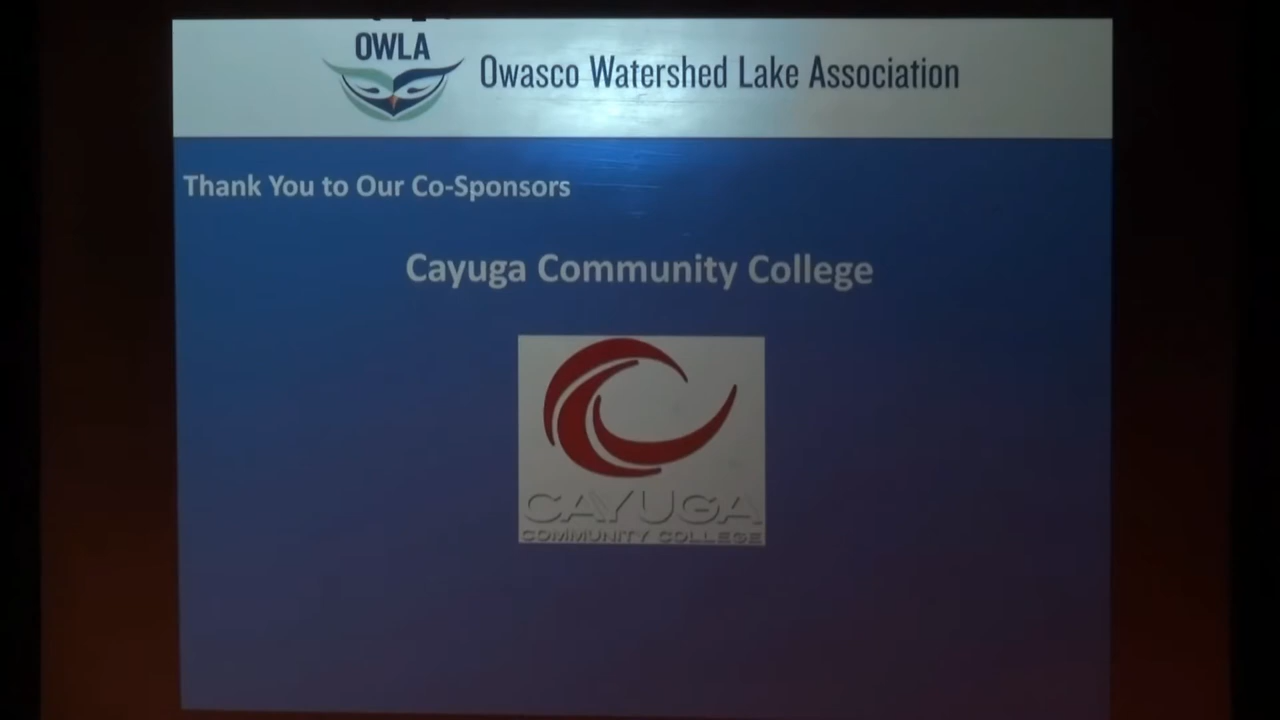 OWLA
Owasco Watershed Lake Association
Thank You to Our Co-Sponsors
Cayuga Community College
CAYUGA
COMMUNITY COLLEGE